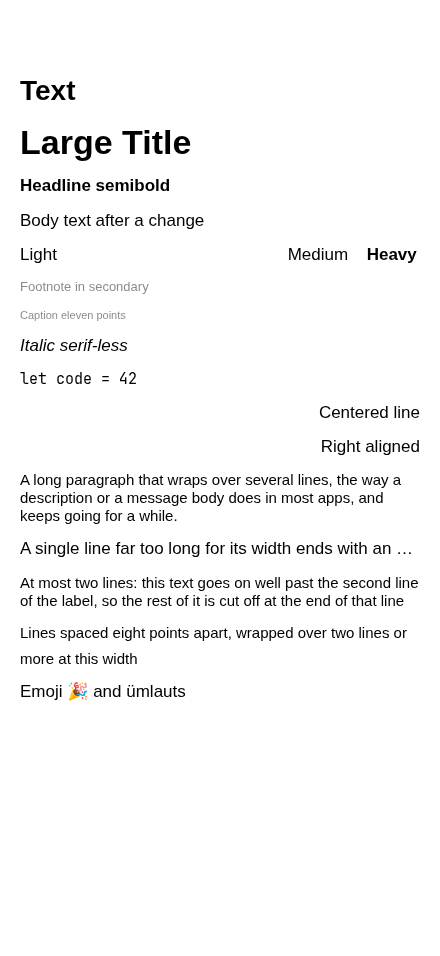 Text
Large Title
Headline semibold
Body text after a change
Light Medium Heavy
Footnote in secondary
Caption eleven points
Italic serif-less
let code = 42
Centered line
Right aligned
A long paragraph that wraps over several lines, the way a
description or a message body does in most apps, and
keeps going for a while.
A single line far too long for its width ends with an …
At most two lines: this text goes on well past the second line
of the label, so the rest of it is cut off at the end of that line
Lines spaced eight points apart, wrapped over two lines or
more at this width
Emoji 🎉 and ümlauts